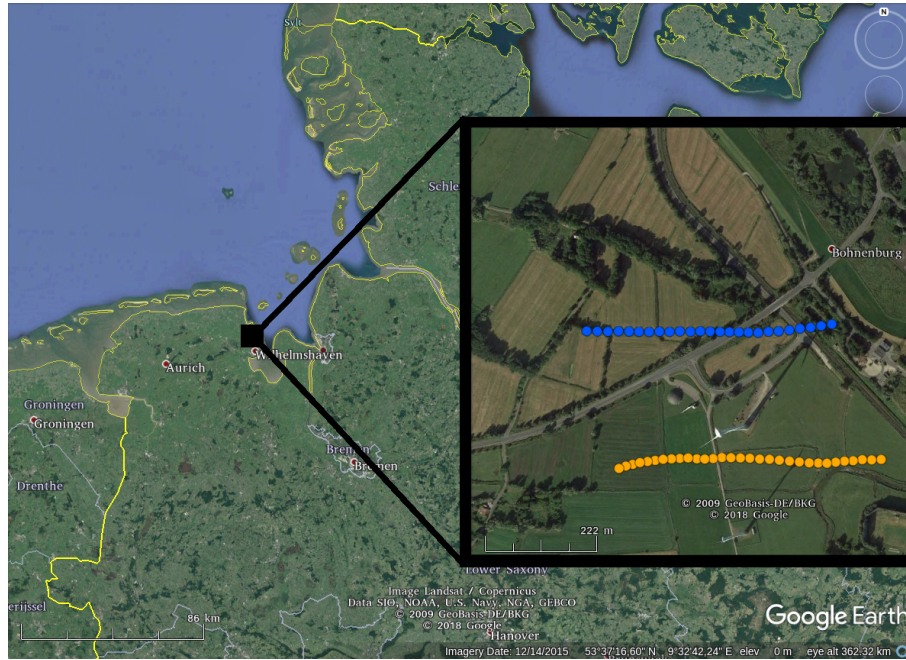 Sylt
N
Schle
Bohnenburg
Wilhelmshaven
Aurich
Groningen
Groningen
Bremen
Bremen
Drenthe
© 2009 GeoBasis-DE/BKG
© 2018 Google
222 m
Lower Saxony
Image Landsat / Copernicus
Data SIO, NOAA, U.S. Navy, NGA, GEBCO
© 2009 GeoBasis-DE/BKG
© 2018 Google
erijssel
86 km
Hanover
Google Earth
Imagery Date: 12/14/2015 53°37'16.60" N 9°32'42.24" E elev 0 m eye alt 362.32 km